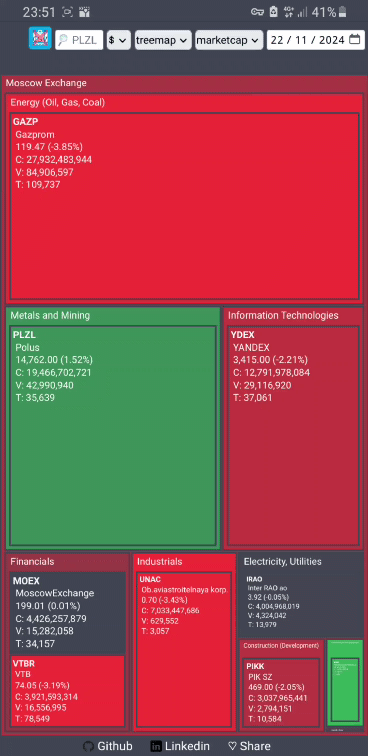 23:51 4G+ 41%
PLZL $ treemap marketcap 22 / 11 / 2024
Moscow Exchange
Energy (Oil, Gas, Coal)
GAZP
Gazprom
119.47 (-3.85%)
C: 27,932,483,944
V: 84,906,597
T: 109,737
Metals and Mining
PLZL
Polus
14,762.00 (1.52%)
C: 19,466,702,721
V: 42,990,940
T: 35,639
Information Technologies
YDEX
YANDEX
3,415.00 (-2.21%)
C: 12,791,978,084
V: 29,116,920
T: 37,061
Financials
MOEX
MoscowExchange
199.01 (0.01%)
C: 4,426,257,879
V: 15,282,058
T: 34,157
VTBR
VTB
74.05 (-3.19%)
C: 3,921,593,314
V: 16,556,995
T: 78,549
Industrials
UNAC
Ob.aviastroitelnaya korp.
0.70 (-3.43%)
C: 7,033,447,686
V: 629,552
T: 3,057
Electricity, Utilities
IRAO
Inter RAO ao
3.92 (-0.05%)
C: 4,004,968,019
V: 4,324,042
T: 13,979
Construction (Development)
PIKK
PIK SZ
469.00 (-2.05%)
C: 3,037,965,441
V: 2,794,151
T: 10,584
Github Linkedin ♡ Share